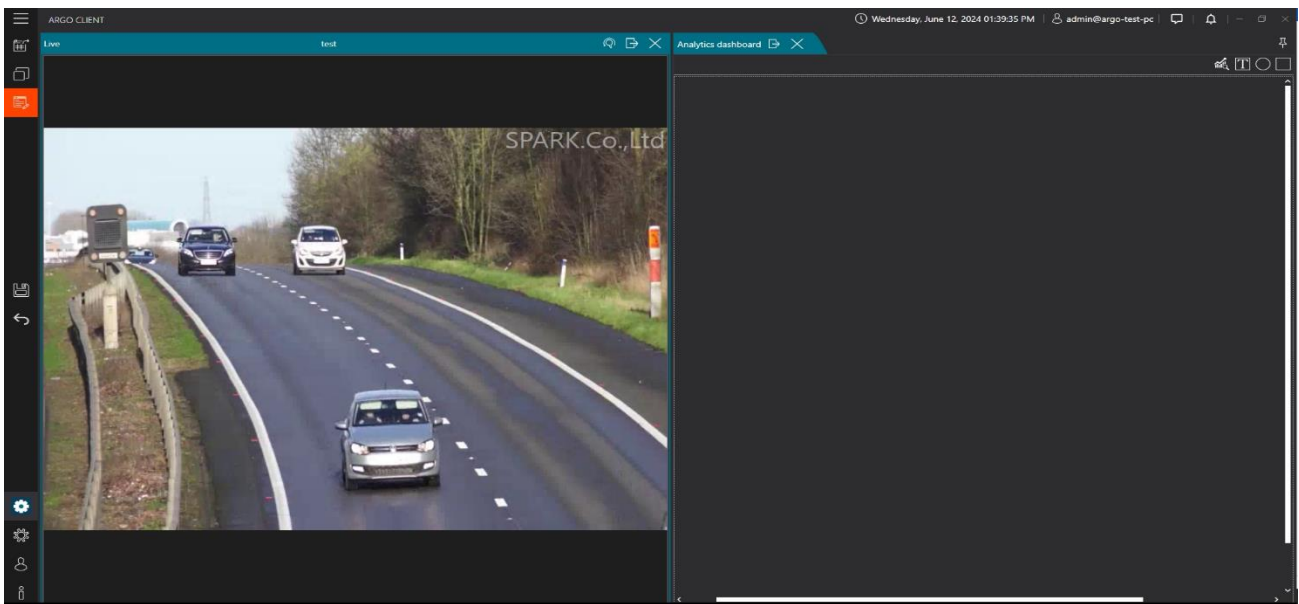 ARGO CLIENT
Wednesday, June 12, 2024 01:39:35 PM
admin@argo-test-pc
Live
test
Analytics dashboard
T
SPARK.Co.,Ltd